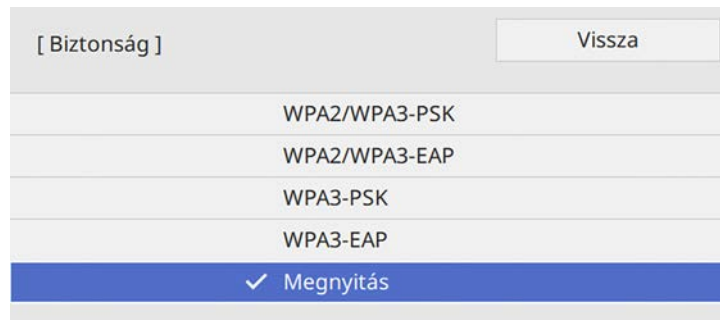 [ Biztonság ]
Vissza
WPA2/WPA3-PSK
WPA2/WPA3-EAP
WPA3-PSK
WPA3-EAP
Megnyitás